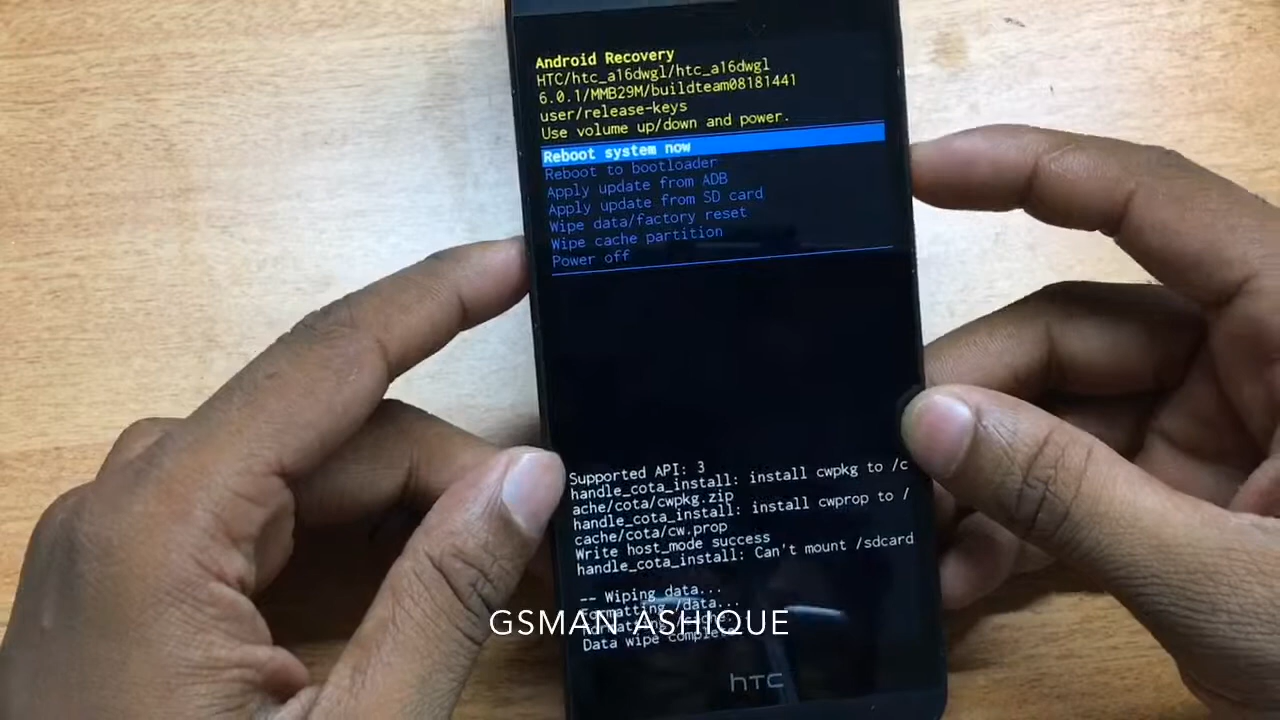 Android Recovery
HTC/htc_a16dwgl/htc_a16dwgl
6.0.1/MMB29M/buildteam08181441
user/release-keys
Use volume up/down and power.
Reboot system now
Reboot to bootloader
Apply update from ADB
Apply update from SD card
Wipe data/factory reset
Wipe cache partition
Power off
Supported API: 3
handle_cota_install: install cwpkg to /c
ache/cota/cwpkg.zip
handle_cota_install: install cwprop to /
cache/cota/cw.prop
Write host_mode success
handle_cota_install: Can't mount /sdcard
-- Wiping data...
Formatting /data...
GSMAN ASHIQUE
Data wipe complete
hTC